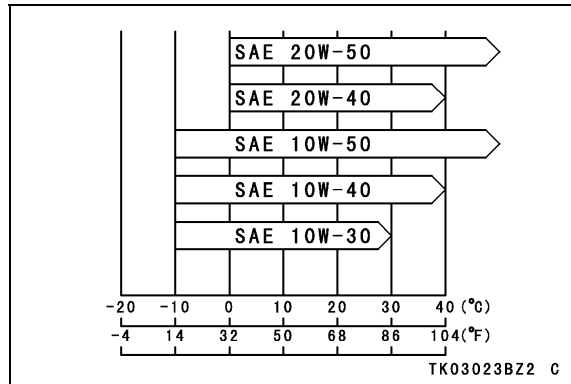 SAE 20W-50
SAE 20W-40
SAE 10W-50
SAE 10W-40
SAE 10W-30
-20 -10 0 10 20 30 40 (°C)
-4 14 32 50 68 86 104(°F)
TK03023BZ2 C